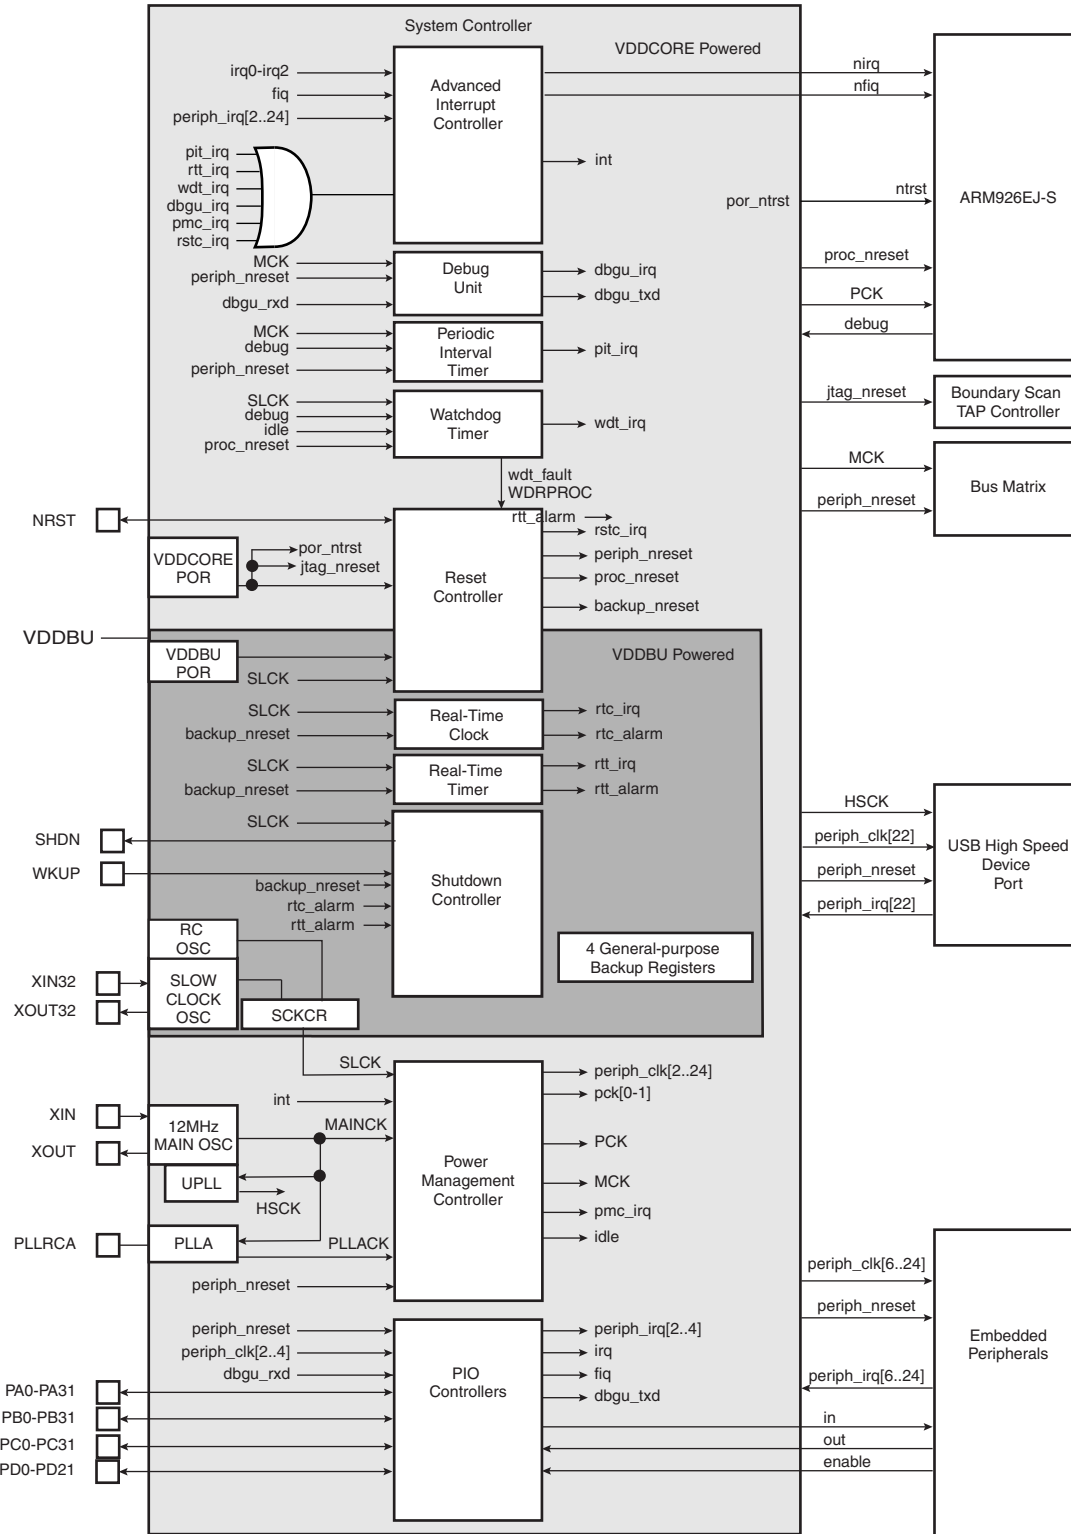 System Controller
VDDCORE Powered
irq0-irq2
fiq
periph_irq[2..24]
pit_irq
rtt_irq
wdt_irq
dbgu_irq
pmc_irq
rstc_irq
Advanced
Interrupt
Controller
int
nirq
nfiq
por_ntrst
ntrst
ARM926EJ-S
proc_nreset
PCK
debug
MCK
periph_nreset
dbgu_rxd
Debug
Unit
dbgu_irq
dbgu_txd
MCK
debug
periph_nreset
Periodic
Interval
Timer
pit_irq
SLCK
debug
idle
proc_nreset
Watchdog
Timer
wdt_irq
jtag_nreset
Boundary Scan
TAP Controller
MCK
periph_nreset
Bus Matrix
wdt_fault
WDRPROC
rtt_alarm
NRST
VDDCORE
POR
por_ntrst
jtag_nreset
Reset
Controller
rstc_irq
periph_nreset
proc_nreset
backup_nreset
VDDBU
VDDBU
POR
SLCK
VDDBU Powered
SLCK
backup_nreset
Real-Time
Clock
rtc_irq
rtc_alarm
SLCK
backup_nreset
Real-Time
Timer
rtt_irq
rtt_alarm
SLCK
SHDN
WKUP
backup_nreset
rtc_alarm
rtt_alarm
Shutdown
Controller
4 General-purpose
Backup Registers
HSCK
periph_clk[22]
periph_nreset
periph_irq[22]
USB High Speed
Device
Port
RC
OSC
XIN32
XOUT32
SLOW
CLOCK
OSC
SCKCR
SLCK
int
XIN
XOUT
12MHz
MAIN OSC
MAINCK
UPLL
HSCK
PLLRCA
PLLA
PLLACK
periph_nreset
Power
Management
Controller
periph_clk[2..24]
pck[0-1]
PCK
MCK
pmc_irq
idle
periph_nreset
periph_clk[2..4]
dbgu_rxd
PA0-PA31
PB0-PB31
PC0-PC31
PD0-PD21
PIO
Controllers
periph_irq[2..4]
irq
fiq
dbgu_txd
periph_clk[6..24]
periph_nreset
periph_irq[6..24]
in
out
enable
Embedded
Peripherals